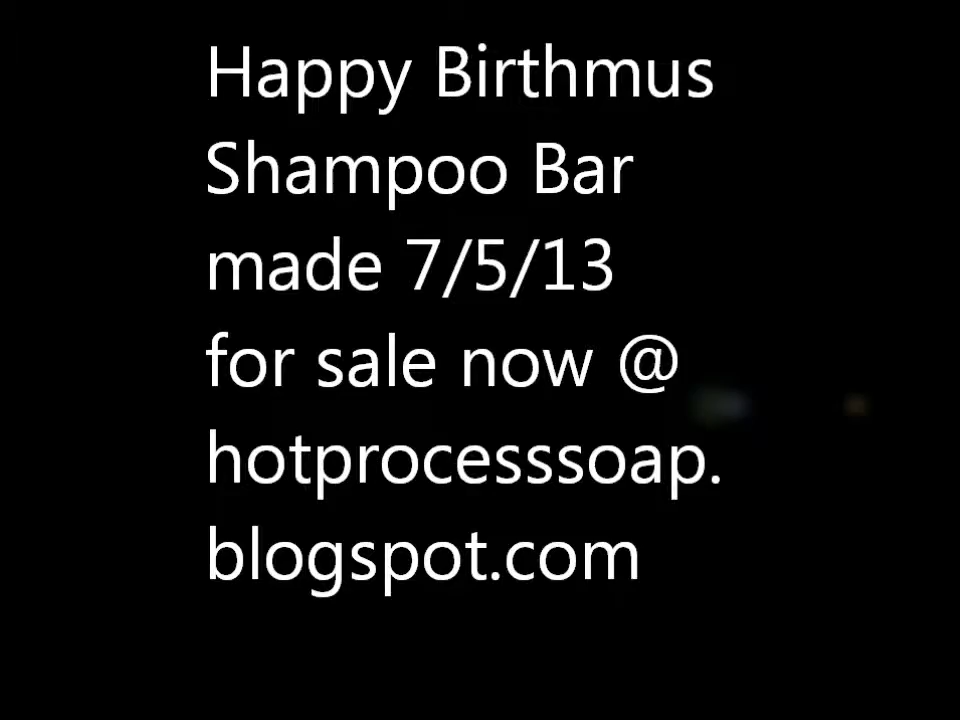 Happy Birthmus
Shampoo Bar
made 7/5/13
for sale now @
hotprocesssoap.
blogspot.com